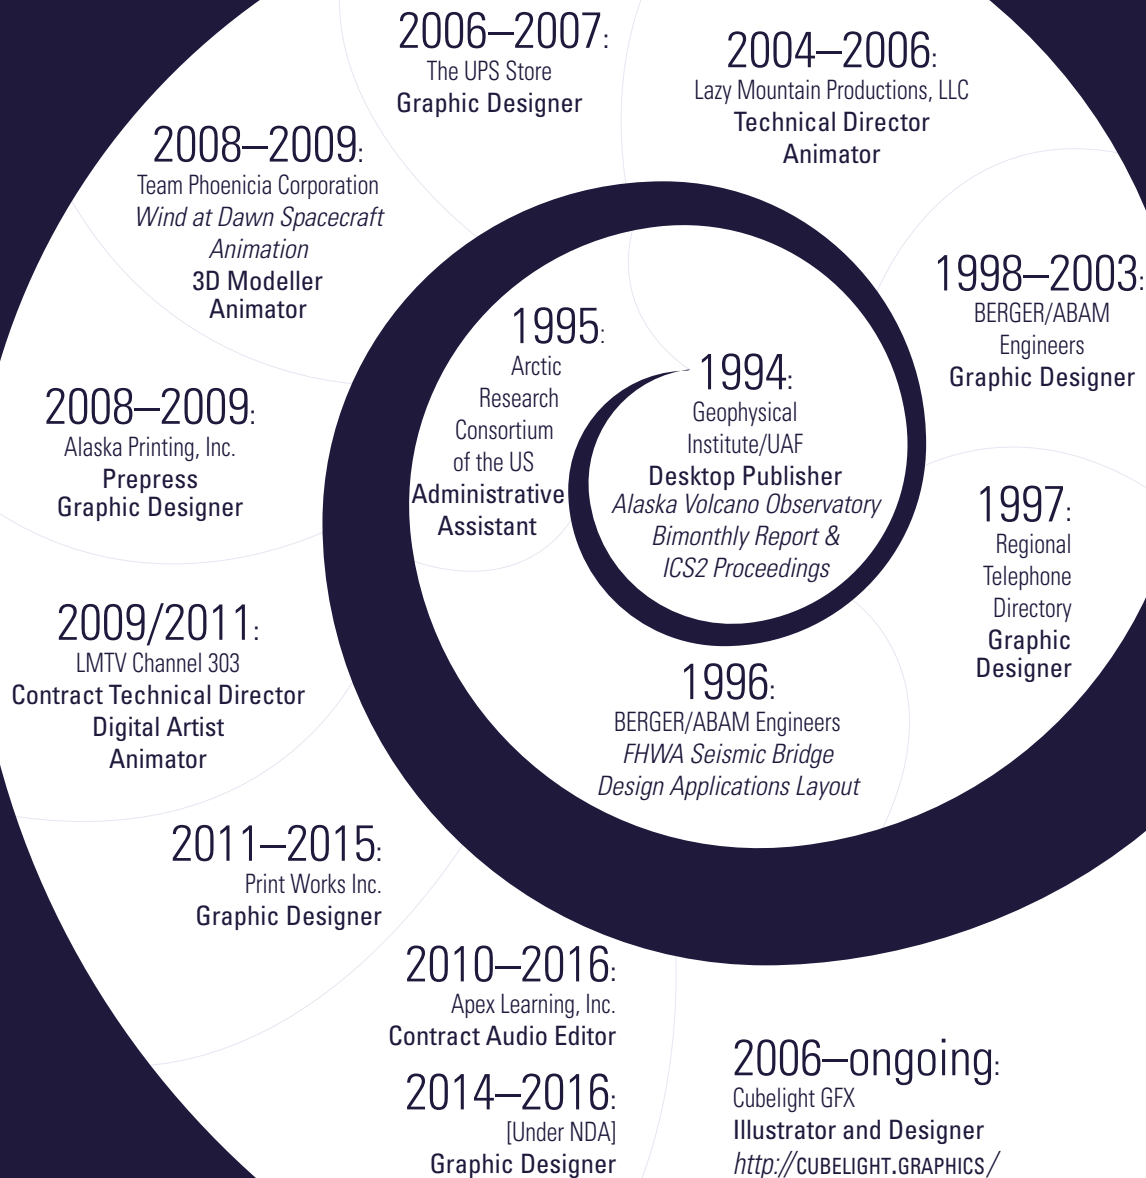 2006–2007:
The UPS Store
Graphic Designer
2004–2006:
Lazy Mountain Productions, LLC
Technical Director
Animator
2008–2009:
Team Phoenicia Corporation
Wind at Dawn Spacecraft
Animation
3D Modeller
Animator
1998–2003:
BERGER/ABAM
Engineers
Graphic Designer
1995:
Arctic
Research
Consortium
of the US
Administrative
Assistant
1994:
Geophysical
Institute/UAF
Desktop Publisher
Alaska Volcano Observatory
Bimonthly Report &
ICS2 Proceedings
2008–2009:
Alaska Printing, Inc.
Prepress
Graphic Designer
1997:
Regional
Telephone
Directory
Graphic
Designer
2009/2011:
LMTV Channel 303
Contract Technical Director
Digital Artist
Animator
1996:
BERGER/ABAM Engineers
FHWA Seismic Bridge
Design Applications Layout
2011–2015:
Print Works Inc.
Graphic Designer
2010–2016:
Apex Learning, Inc.
Contract Audio Editor
2014–2016:
[Under NDA]
Graphic Designer
2006–ongoing:
Cubelight GFX
Illustrator and Designer
http://CUBELIGHT.GRAPHICS/